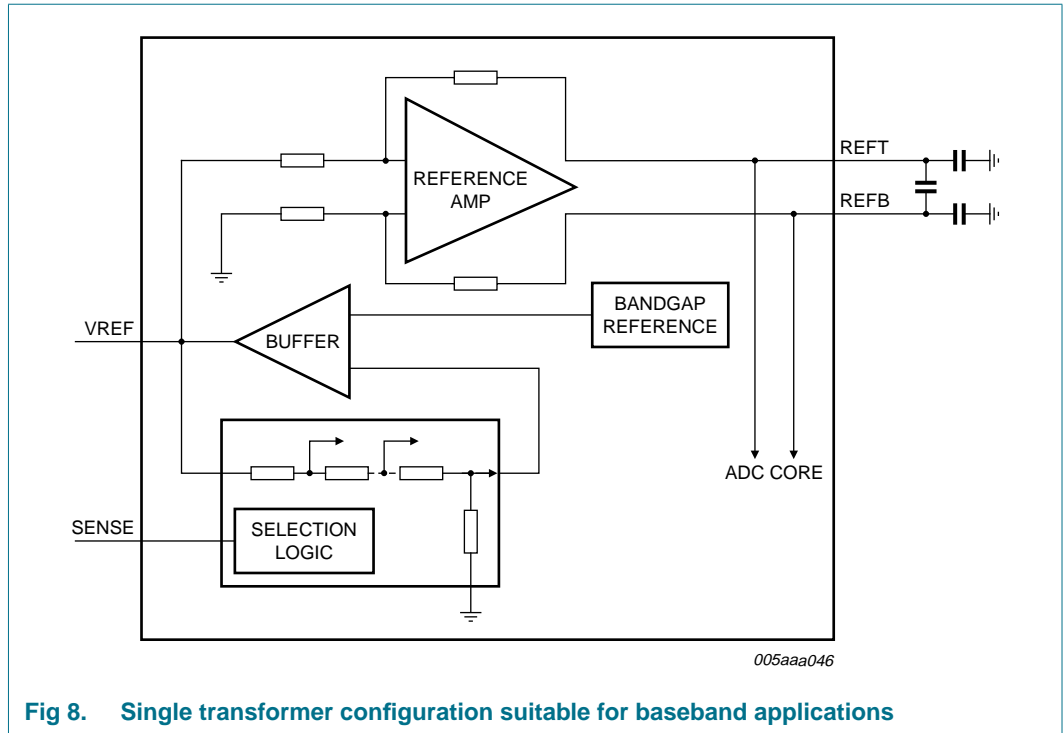 REFERENCE
AMP
REFT
REFB
BANDGAP
REFERENCE
VREF
BUFFER
ADC CORE
SENSE
SELECTION
LOGIC
005aaa046
Fig 8. Single transformer configuration suitable for baseband applications